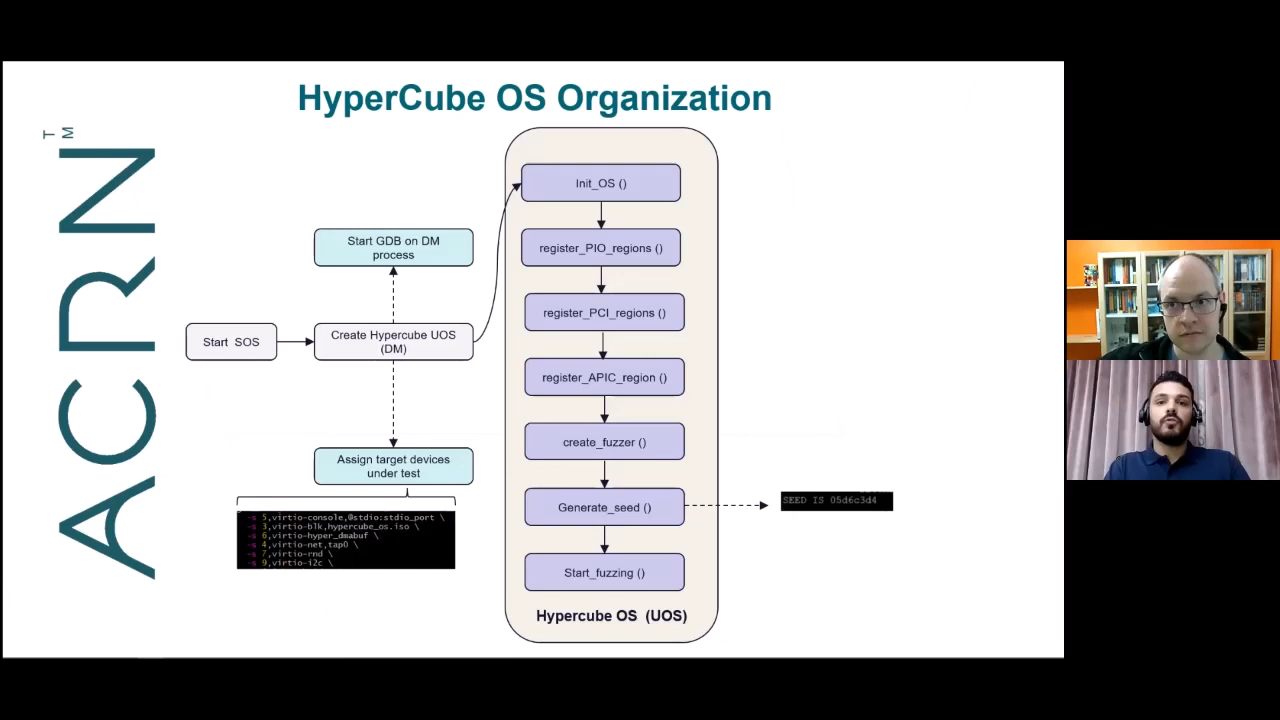 HyperCube OS Organization
ACRN
TM
Init_OS ()
Start GDB on DM
process
register_PIO_regions ()
register_PCI_regions ()
Start SOS
Create Hypercube UOS
(DM)
register_APIC_region ()
create_fuzzer ()
Assign target devices
under test
Generate_seed ()
SEED IS 05d6c3d4
-s 5,virtio-console,@stdio:stdio_port \
-s 3,virtio-blk,hypercube_os.iso \
-s 6,virtio-hyper_dmabuf \
-s 4,virtio-net,tap0 \
-s 7,virtio-rnd \
-s 9,virtio-i2c \
Start_fuzzing ()
Hypercube OS (UOS)